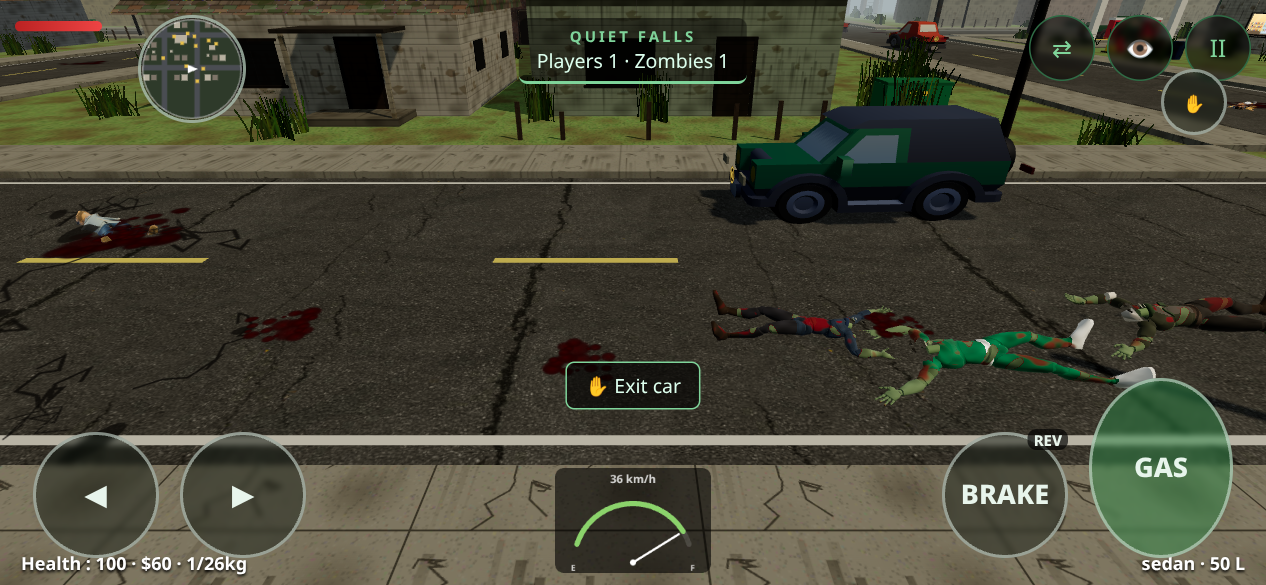 QUIET FALLS
Players 1 · Zombies 1
II
Exit car
REV
BRAKE
GAS
36 km/h
E
F
Health : 100 · $60 · 1/26kg
sedan · 50 L